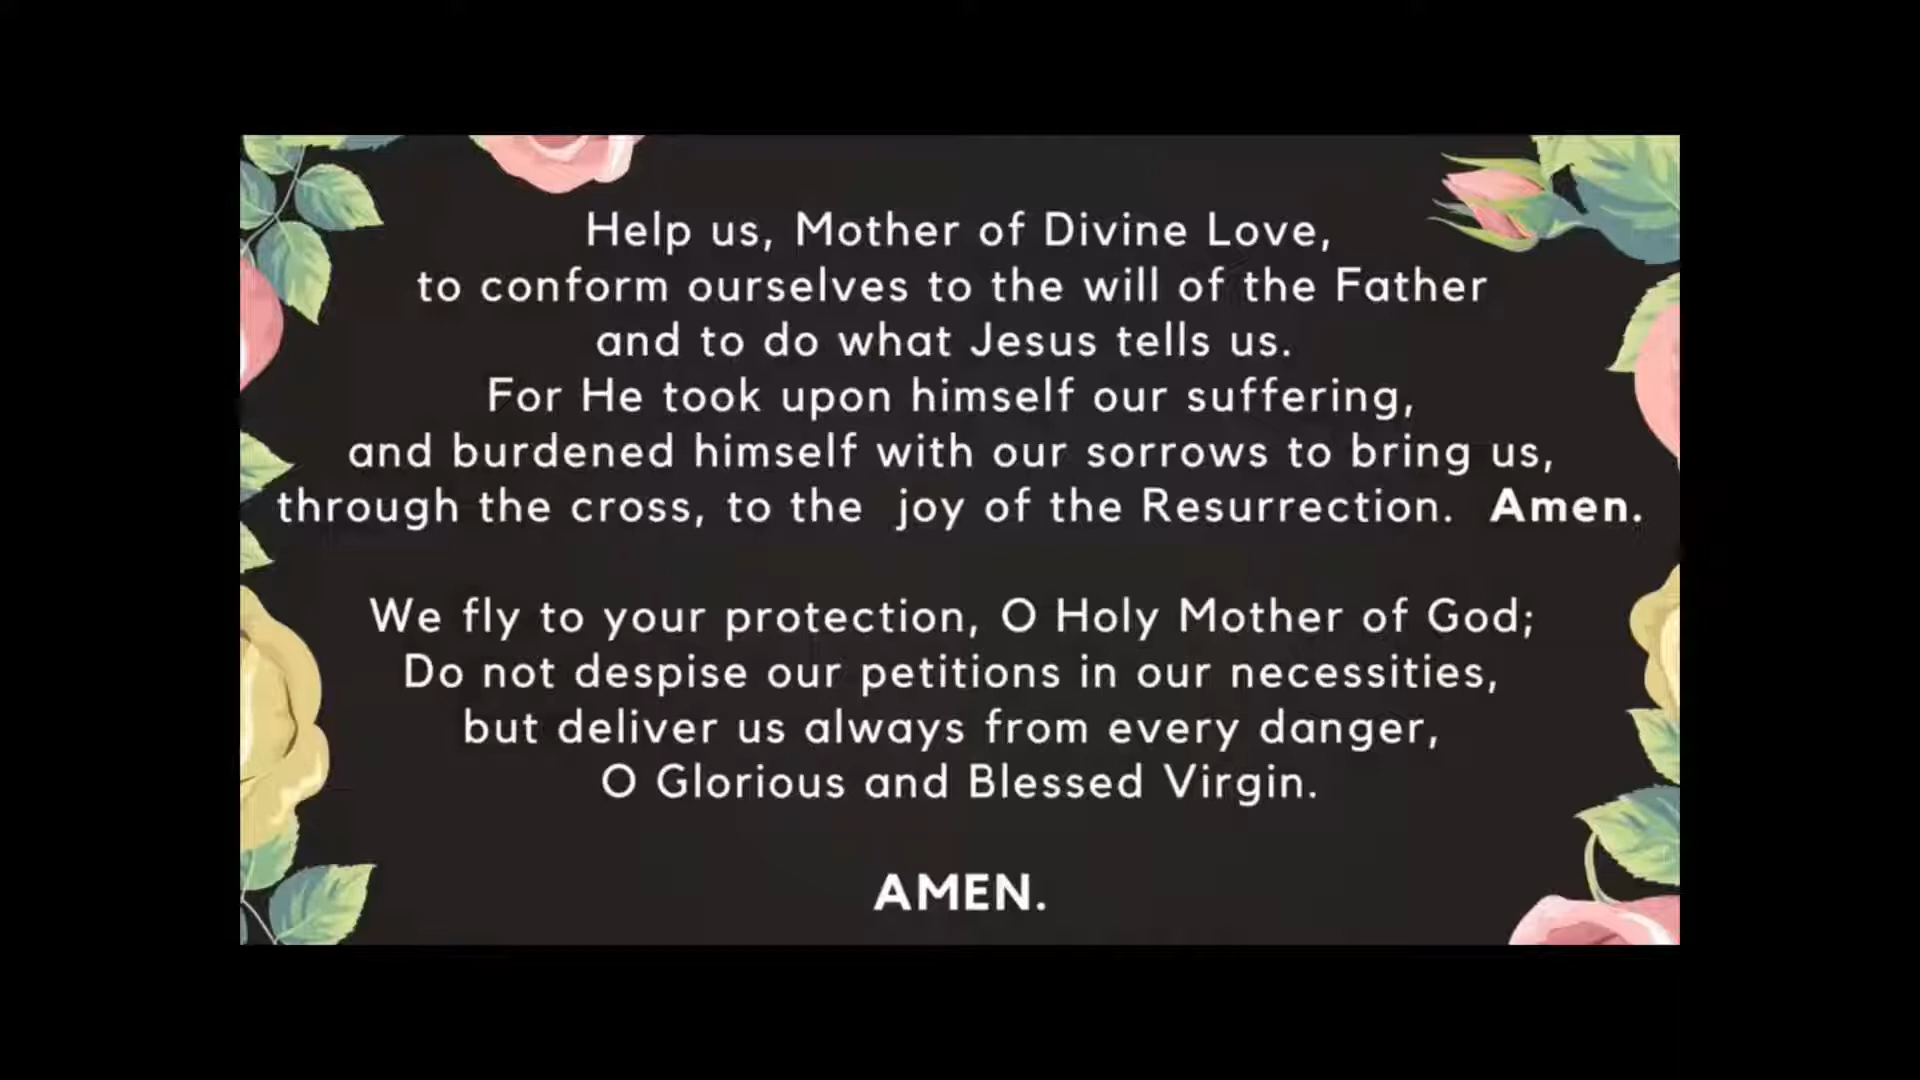 Help us, Mother of Divine Love,
to conform ourselves to the will of the Father
and to do what Jesus tells us.
For He took upon himself our suffering,
and burdened himself with our sorrows to bring us,
through the cross, to the joy of the Resurrection. Amen.
We fly to your protection, O Holy Mother of God;
Do not despise our petitions in our necessities,
but deliver us always from every danger,
O Glorious and Blessed Virgin.
AMEN.